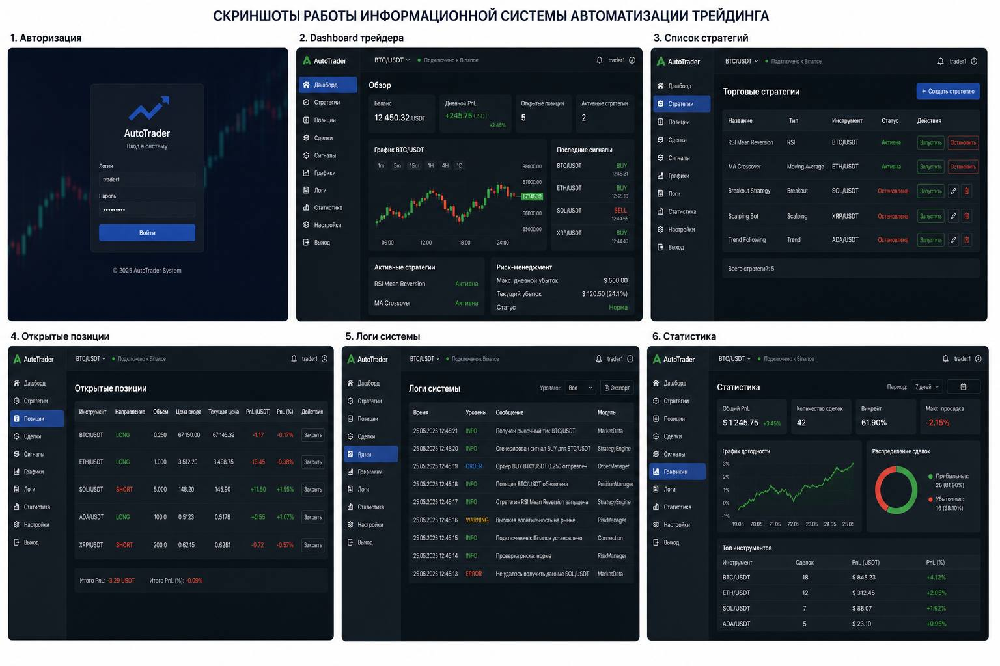 СКРИНШОТЫ РАБОТЫ ИНФОРМАЦИОННОЙ СИСТЕМЫ АВТОМАТИЗАЦИИ ТРЕЙДИНГА
1. Авторизация
AutoTrader
Вход в систему
Логин
trader1
Пароль
•••••••••
Войти
© 2025 AutoTrader System
2. Dashboard трейдера
AutoTrader
BTC/USDT
Подключено к Binance
trader1
Дашборд
Стратегии
Позиции
Сделки
Сигналы
Графики
Логи
Статистика
Настройки
Выход
Обзор
Баланс
12 450.32 USDT
Дневной PnL
+245.75 USDT
+2.45%
Открытые позиции
5
Активные стратегии
2
График BTC/USDT
1m 5m 15m 1H 4H 1D
68000.00
67000.00
67145.32
66000.00
65000.00
06:00 12:00 18:00 24:00
Последние сигналы
BTC/USDT BUY
12:45:21
ETH/USDT BUY
12:45:10
SOL/USDT SELL
12:44:55
XRP/USDT BUY
12:44:40
Активные стратегии
RSI Mean Reversion Активна
MA Crossover Активна
Риск-менеджмент
Макс. дневной убыток $ 500.00
Текущий убыток $ 120.50 (24.1%)
Статус Норма
3. Список стратегий
AutoTrader
BTC/USDT
Подключено к Binance
trader1
Дашборд
Стратегии
Позиции
Сделки
Сигналы
Графики
Логи
Статистика
Настройки
Выход
Торговые стратегии
+ Создать стратегию
Название Тип Инструмент Статус Действия
RSI Mean Reversion RSI BTC/USDT Активна Запустить Остановить
MA Crossover Moving Average ETH/USDT Активна Запустить Остановить
Breakout Strategy Breakout SOL/USDT Остановлена Запустить
Scalping Bot Scalping XRP/USDT Остановлена Запустить
Trend Following Trend ADA/USDT Остановлена Запустить
Всего стратегий: 5
4. Открытые позиции
AutoTrader
BTC/USDT
Подключено к Binance
trader1
Дашборд
Стратегии
Позиции
Сделки
Сигналы
Графики
Логи
Статистика
Настройки
Выход
Открытые позиции
Инструмент Направление Объем Цена входа Текущая цена PnL (USDT) PnL (%) Действия
BTC/USDT LONG 0.250 67 150.00 67 145.32 -1.17 -0.17% Закрыть
ETH/USDT LONG 1.000 3 512.20 3 498.75 -13.45 -0.38% Закрыть
SOL/USDT SHORT 5.000 148.20 145.90 +11.50 +1.55% Закрыть
ADA/USDT LONG 100.0 0.5123 0.5178 +0.55 +1.07% Закрыть
XRP/USDT SHORT 200.0 0.6245 0.6281 -0.72 -0.57% Закрыть
Итого PnL: -3.29 USDT Итого PnL (%): -0.09%
5. Логи системы
AutoTrader
BTC/USDT
Подключено к Binance
trader1
Дашборд
Стратегии
Позиции
Сделки
Логи
Статистика
Настройки
Выход
Логи системы
Уровень: Все
Экспорт
Время Уровень Сообщение Модуль
25.05.2025 12:45:21 INFO Получен рыночный тик BTC/USDT MarketData
25.05.2025 12:45:20 INFO Сгенерирован сигнал BUY для BTC/USDT StrategyEngine
25.05.2025 12:45:19 ORDER Ордер BUY BTC/USDT 0.250 отправлен OrderManager
25.05.2025 12:45:18 INFO Позиция BTC/USDT обновлена PositionManager
25.05.2025 12:45:17 INFO Стратегия RSI Mean Reversion запущена StrategyEngine
25.05.2025 12:45:16 WARNING Высокая волатильность на рынке RiskManager
25.05.2025 12:45:15 INFO Подключение к Binance установлено Connection
25.05.2025 12:45:14 INFO Проверка риска: норма RiskManager
25.05.2025 12:45:13 ERROR Не удалось получить данные SOL/USDT MarketData
6. Статистика
AutoTrader
BTC/USDT
Подключено к Binance
trader1
Дашборд
Стратегии
Позиции
Сделки
Сигналы
Графики
Логи
Статистика
Настройки
Выход
Статистика
Период: 7 дней
Общий PnL
$ 1 245.75 +3.45%
Количество сделок
42
Винрейт
61.90%
Макс. просадка
-2.15%
График доходности
3%
2%
1%
0%
-1%
19.05 20.05 21.05 22.05 23.05 24.05 25.05
Распределение сделок
Прибыльные:
26 (61.90%)
Убыточные:
16 (38.10%)
Топ инструментов
Инструмент Сделок PnL (USDT) PnL (%)
BTC/USDT 18 $ 845.23 +4.12%
ETH/USDT 12 $ 312.45 +2.85%
SOL/USDT 7 $ 88.07 +1.92%
ADA/USDT 5 $ 23.10 +0.95%